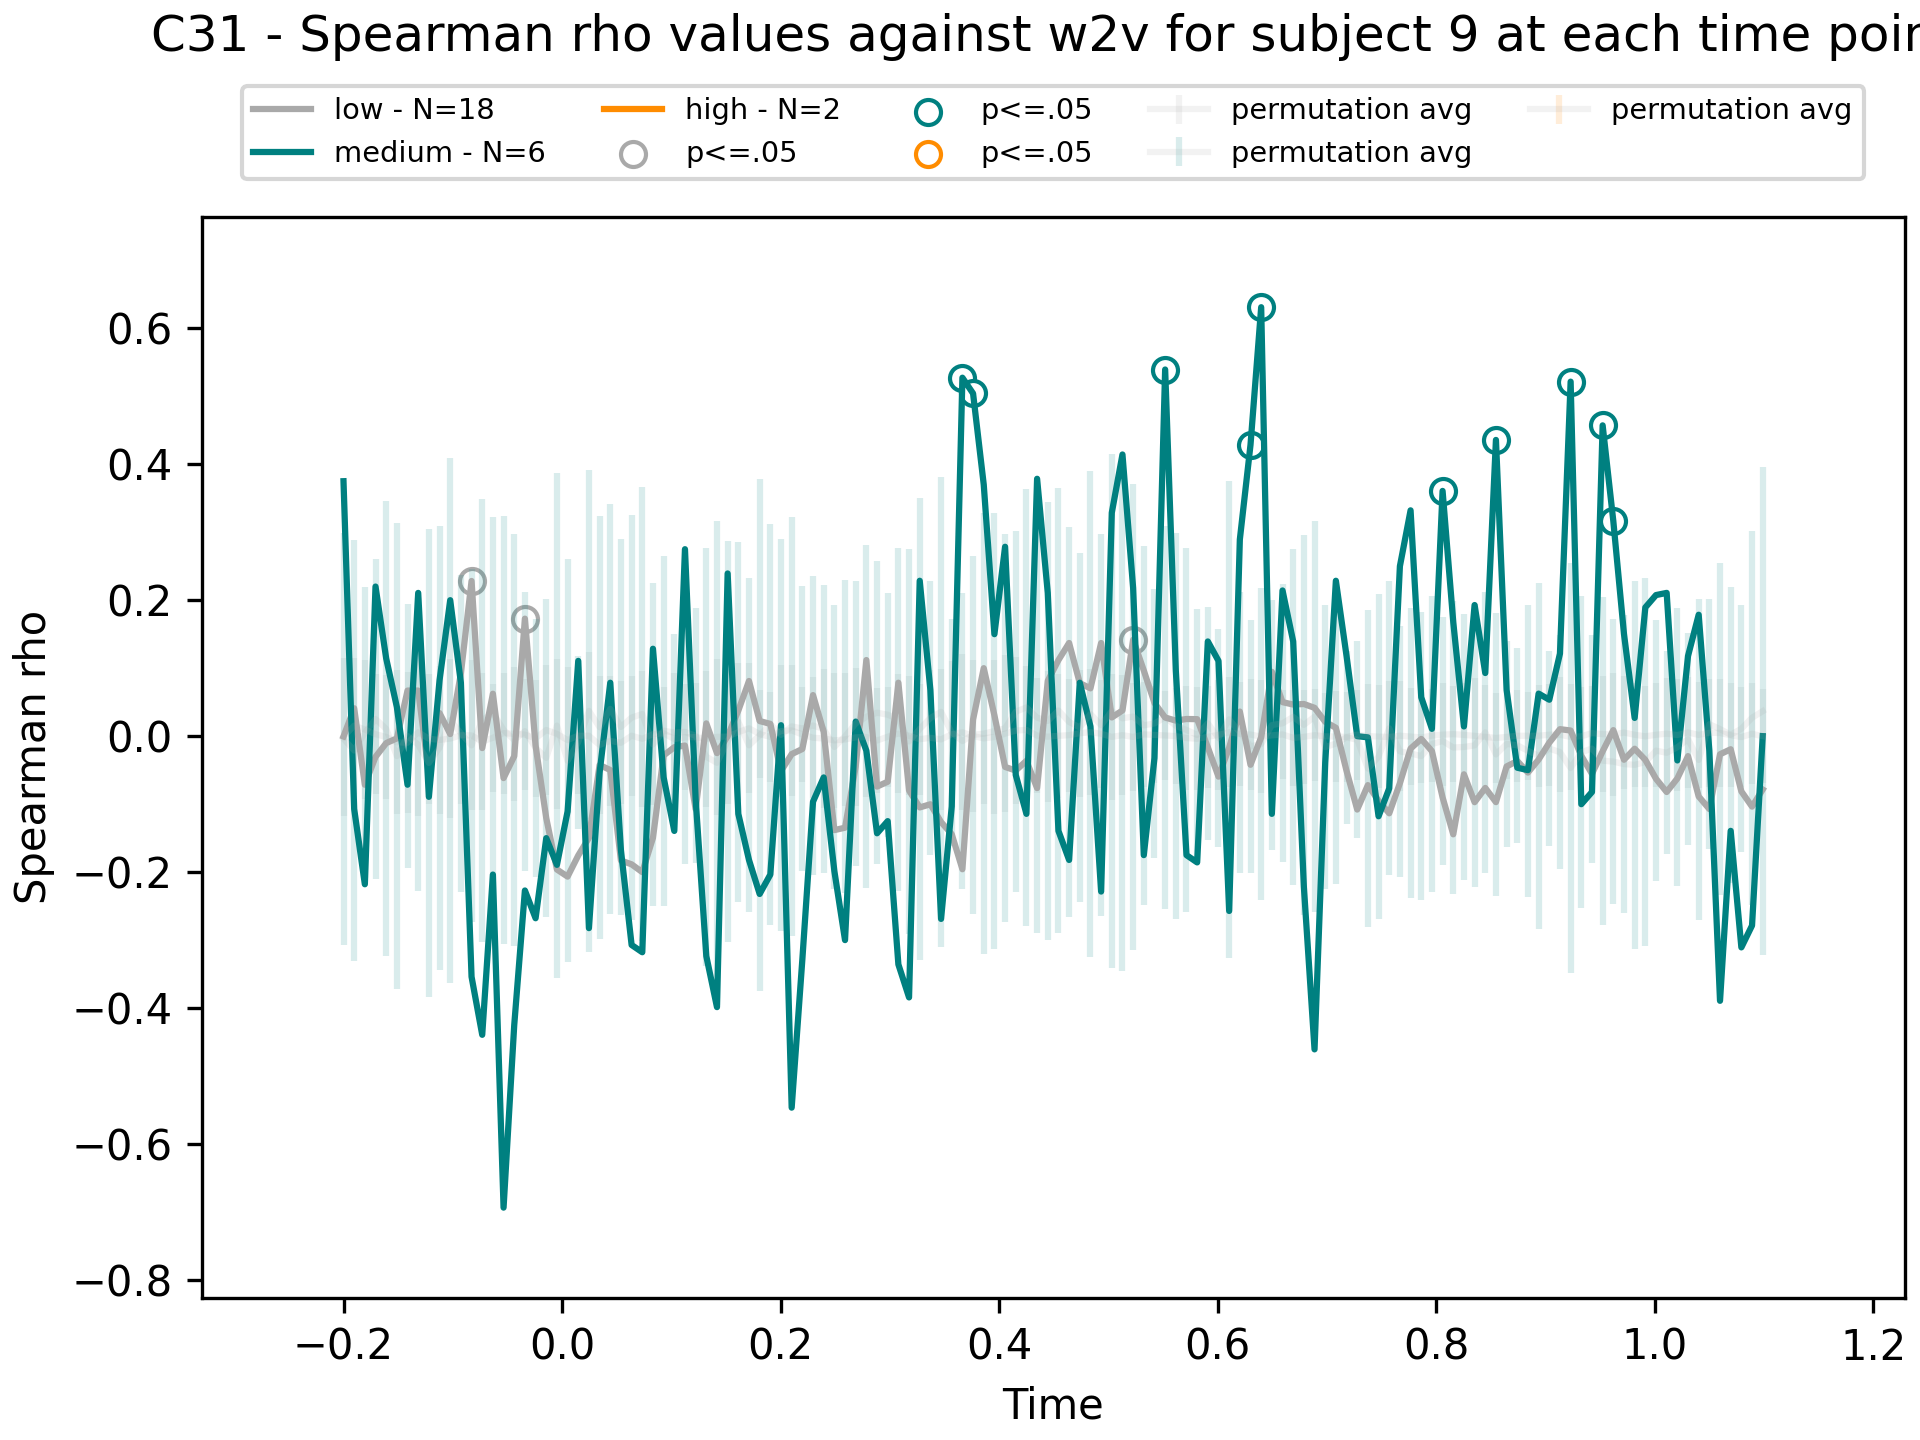 C31 - Spearman rho values against w2v for subject 9 at each time poin
low - N=18 high - N=2 p<=.05 permutation avg permutation avg
medium - N=6 p<=.05 p<=.05 permutation avg
Spearman rho
0.6
0.4
0.2
0.0
−0.2
−0.4
−0.6
−0.8
−0.2 0.0 0.2 0.4 0.6 0.8 1.0 1.2
Time